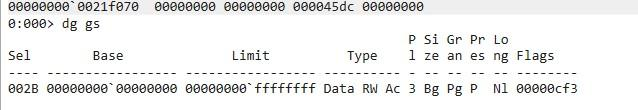 00000000`0021f070  00000000 00000000 000045dc 00000000
0:000> dg gs
                                                    P Si Gr Pr Lo
Sel        Base              Limit          Type    l ze an es ng Flags
---- ----------------- ----------------- ---------- - -- -- -- -- --------
002B 00000000`00000000 00000000`ffffffff Data RW Ac 3 Bg Pg P  Nl 00000cf3